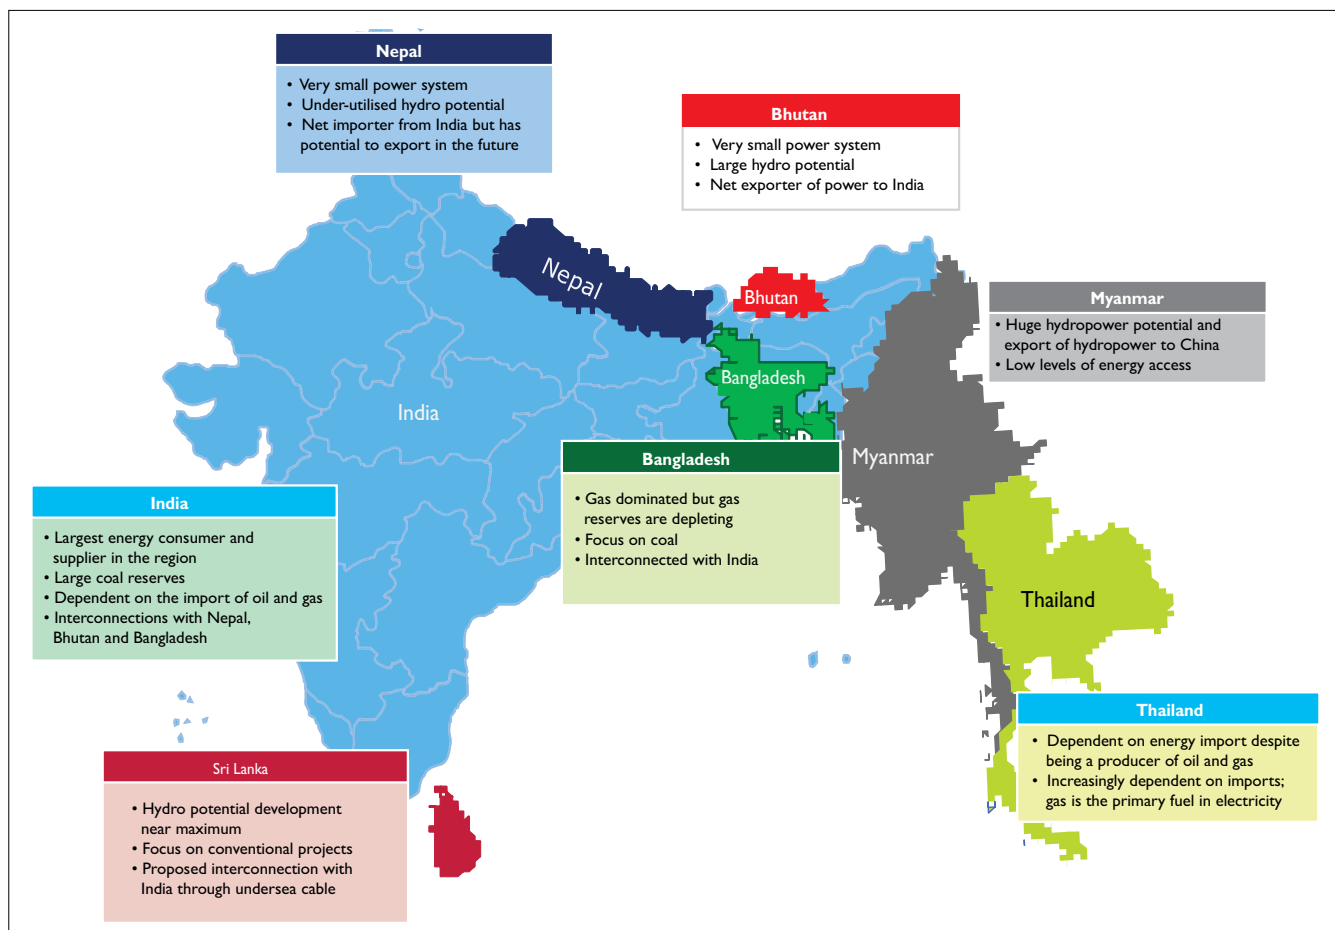 Nepal
• Very small power system
• Under-utilised hydro potential
• Net importer from India but has
potential to export in the future
Bhutan
• Very small power system
• Large hydro potential
• Net exporter of power to India
Nepal
Bhutan
Myanmar
• Huge hydropower potential and
export of hydropower to China
• Low levels of energy access
Bangladesh
India
Myanmar
Bangladesh
• Gas dominated but gas
reserves are depleting
• Focus on coal
• Interconnected with India
India
• Largest energy consumer and
supplier in the region
• Large coal reserves
• Dependent on the import of oil and gas
• Interconnections with Nepal,
Bhutan and Bangladesh
Thailand
Thailand
• Dependent on energy import despite
being a producer of oil and gas
• Increasingly dependent on imports;
gas is the primary fuel in electricity
Sri Lanka
• Hydro potential development
near maximum
• Focus on conventional projects
• Proposed interconnection with
India through undersea cable